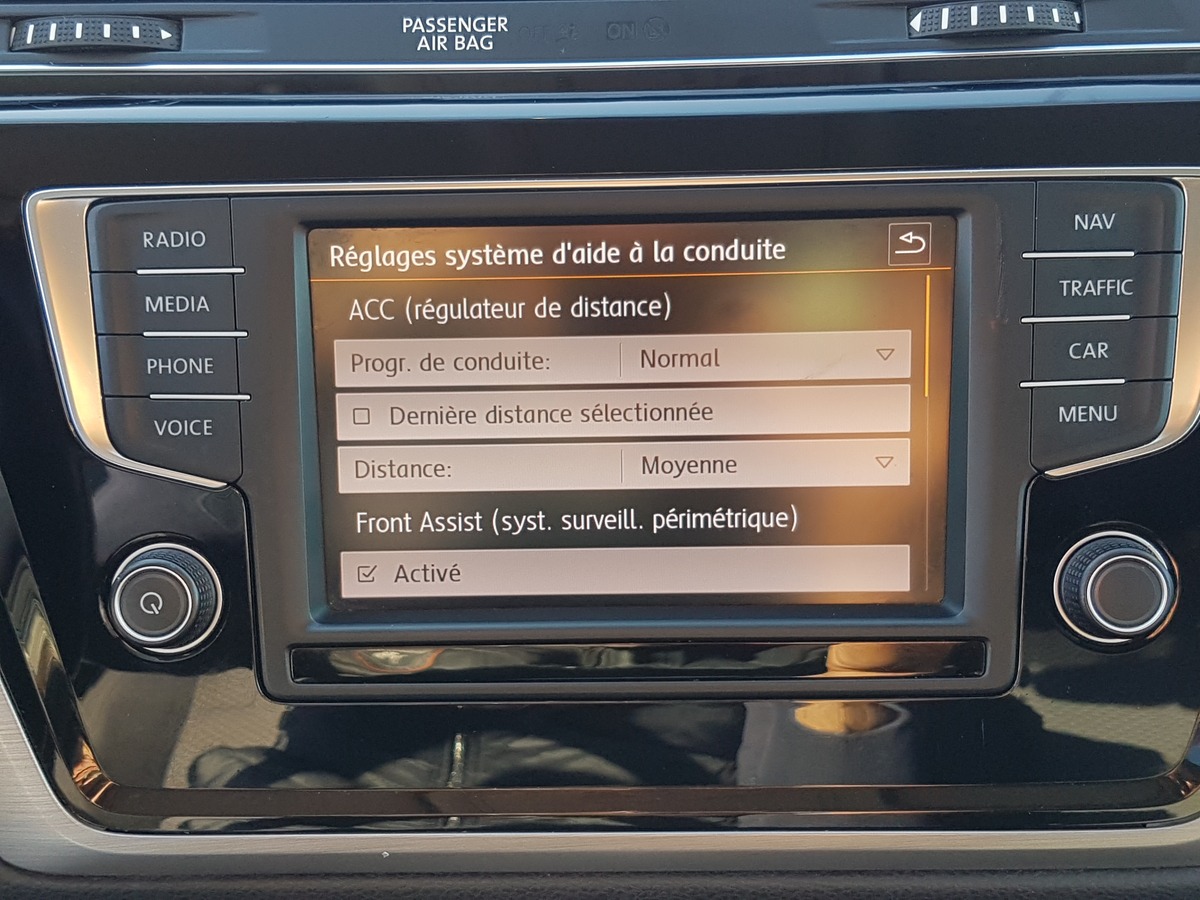 PASSENGER
AIR BAG
ON
RADIO
MEDIA
PHONE
VOICE
Réglages système d'aide à la conduite
ACC (régulateur de distance)
Progr. de conduite: Normal
Dernière distance sélectionnée
Distance: Moyenne
Front Assist (syst. surveill. périmétrique)
Activé
NAV
TRAFFIC
CAR
MENU